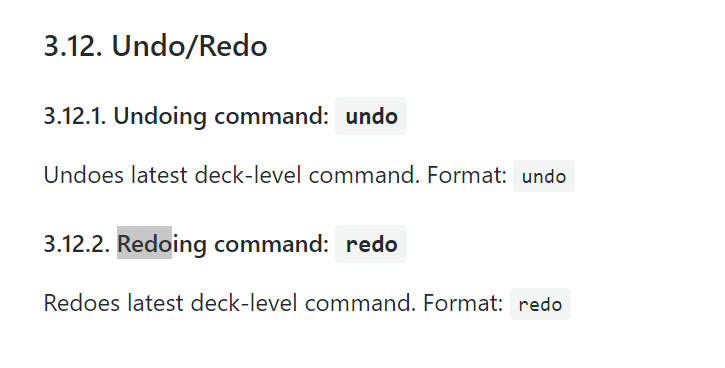 3.12. Undo/Redo
3.12.1. Undoing command: undo
Undoes latest deck-level command. Format: undo
3.12.2. Redoing command: redo
Redoes latest deck-level command. Format: redo